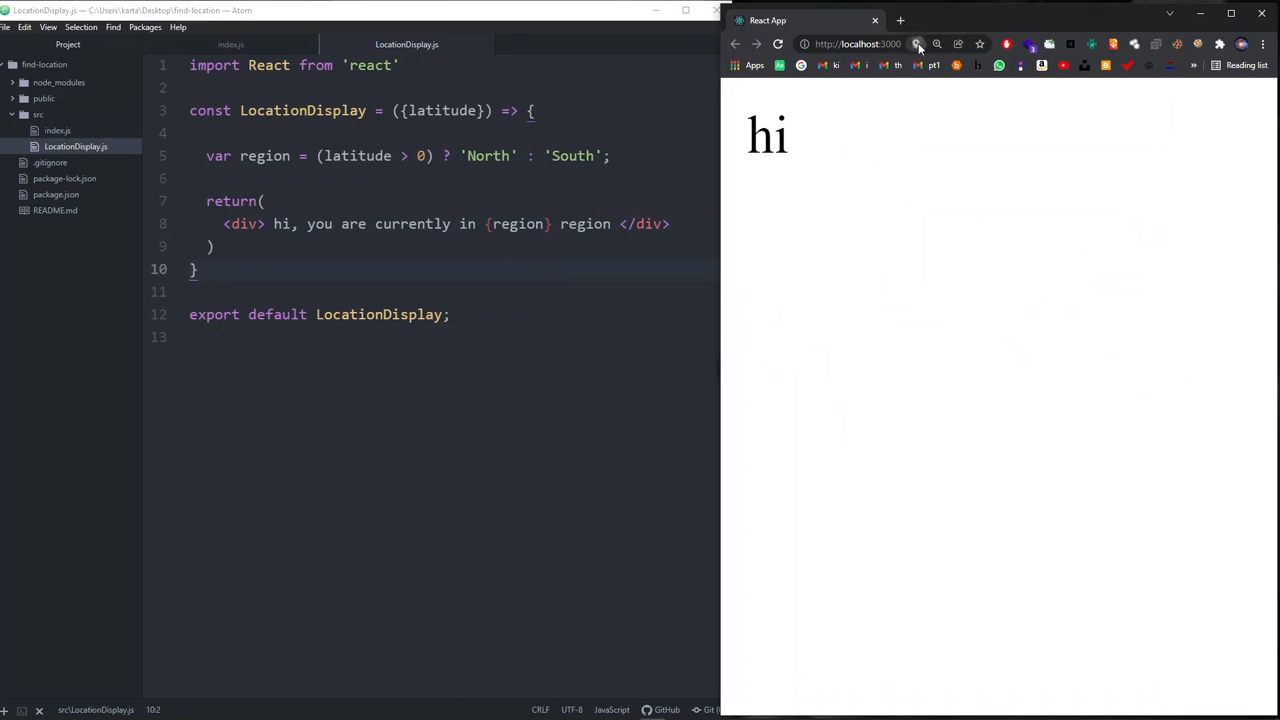 LocationDisplay.js — C:\Users\karta\Desktop\find-location — Atom
File Edit View Selection Find Packages Help
Project
find-location
node_modules
public
src
index.js
LocationDisplay.js
.gitignore
package-lock.json
package.json
README.md
index.js LocationDisplay.js
1 import React from 'react'
2
3 const LocationDisplay = ({latitude}) => {
4
5 var region = (latitude > 0) ? 'North' : 'South';
6
7 return(
8 <div> hi, you are currently in {region} region </div>
9 )
10 }
11
12 export default LocationDisplay;
13
src\LocationDisplay.js 10:2 CRLF UTF-8 JavaScript GitHub Git (
React App
http://localhost:3000
Apps ki i th pt1 Reading list
hi